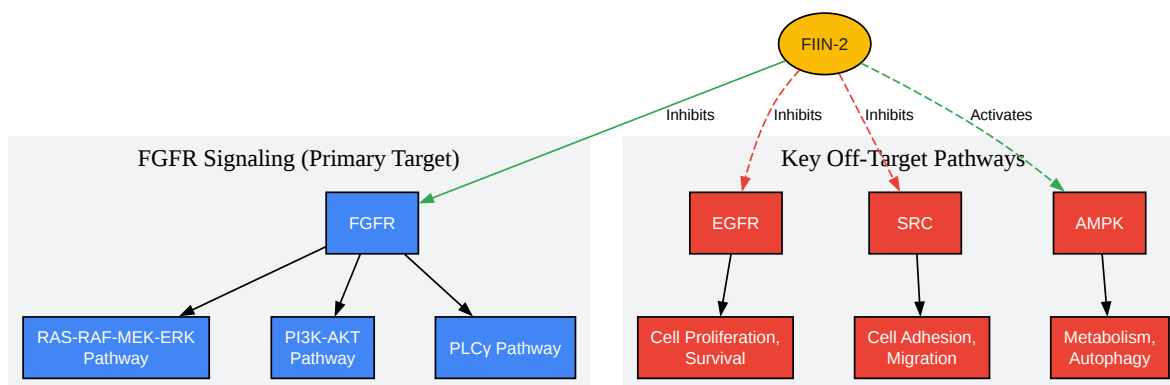 FIIN-2
Inhibits
Inhibits
Inhibits
Activates
FGFR Signaling (Primary Target)
Key Off-Target Pathways
FGFR
EGFR
SRC
AMPK
RAS-RAF-MEK-ERK
Pathway
PI3K-AKT
Pathway
PLCγ Pathway
Cell Proliferation,
Survival
Cell Adhesion,
Migration
Metabolism,
Autophagy